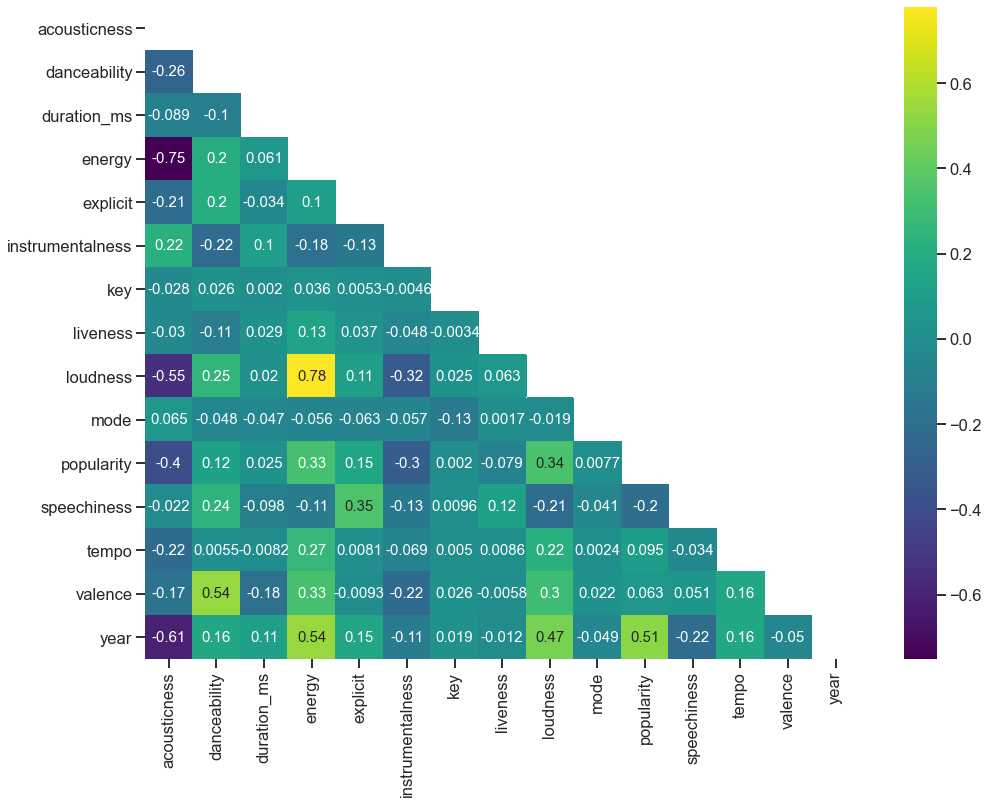 acousticness
danceability -0.26
duration_ms -0.089 -0.1
energy -0.75 0.2 0.061
explicit -0.21 0.2 -0.034 0.1
instrumentalness 0.22 -0.22 0.1 -0.18 -0.13
key -0.028 0.026 0.002 0.036 0.0053 -0.0046
liveness -0.03 -0.11 0.029 0.13 0.037 -0.048 -0.0034
loudness -0.55 0.25 0.02 0.78 0.11 -0.32 0.025 0.063
mode 0.065 -0.048 -0.047 -0.056 -0.063 -0.057 -0.13 0.0017 -0.019
popularity -0.4 0.12 0.025 0.33 0.15 -0.3 0.002 -0.079 0.34 0.0077
speechiness -0.022 0.24 -0.098 -0.11 0.35 -0.13 0.0096 0.12 -0.21 -0.041 -0.2
tempo -0.22 0.0055 -0.0082 0.27 0.0081 -0.069 0.005 0.0086 0.22 0.0024 0.095 -0.034
valence -0.17 0.54 -0.18 0.33 -0.0093 -0.22 0.026 -0.0058 0.3 0.022 0.063 0.051 0.16
year -0.61 0.16 0.11 0.54 0.15 -0.11 0.019 -0.012 0.47 -0.049 0.51 -0.22 0.16 -0.05
acousticness
danceability
duration_ms
energy
explicit
instrumentalness
key
liveness
loudness
mode
popularity
speechiness
tempo
valence
year
0.6
0.4
0.2
0.0
−0.2
−0.4
−0.6